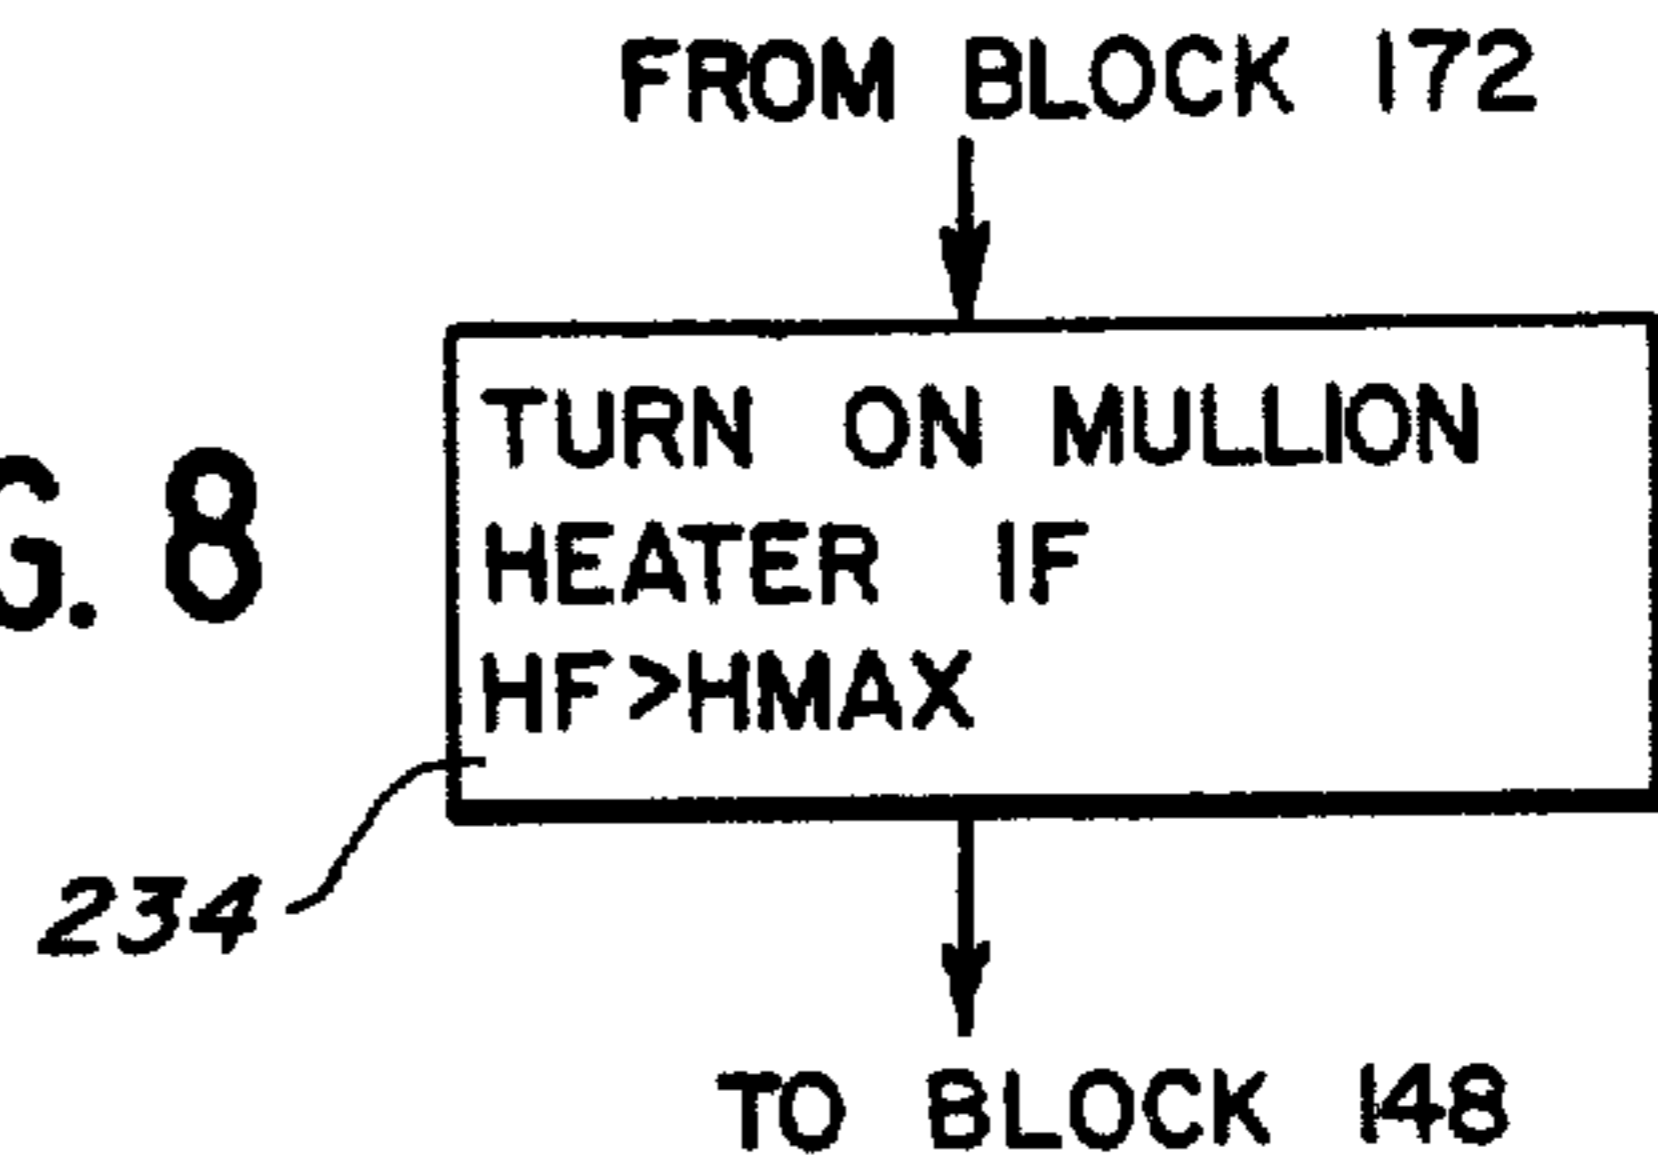 FROM BLOCK 172
TURN ON MULLION
HEATER IF
HF>HMAX
G. 8
234
TO BLOCK 148